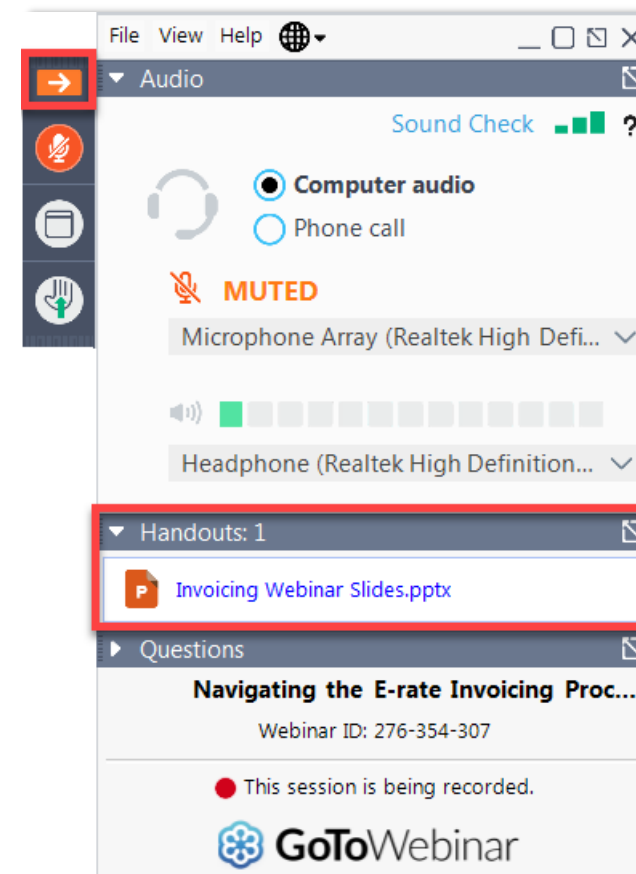 File View Help
Audio
Sound Check ?
Computer audio
Phone call
MUTED
Microphone Array (Realtek High Defi...
Headphone (Realtek High Definition...
Handouts: 1
P Invoicing Webinar Slides.pptx
Questions
Navigating the E-rate Invoicing Proc...
Webinar ID: 276-354-307
This session is being recorded.
GoToWebinar